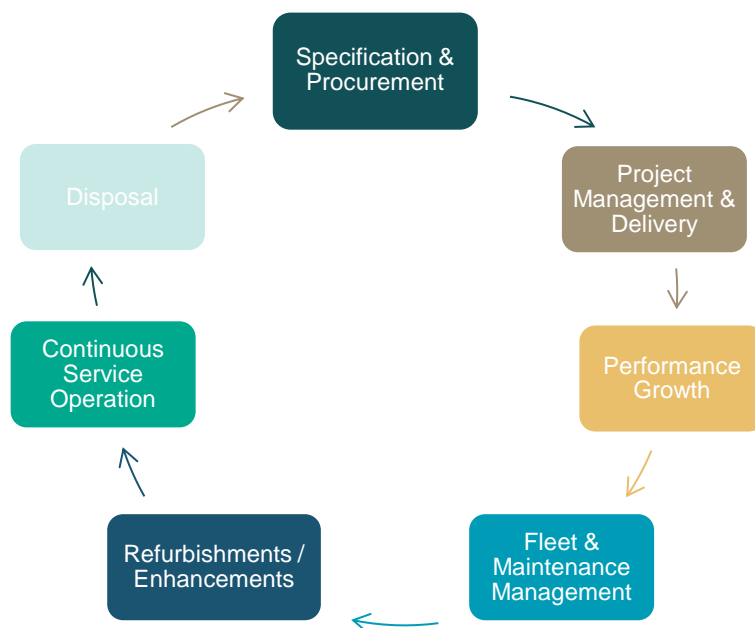 Specification &
Procurement
Project
Management &
Delivery
Performance
Growth
Fleet &
Maintenance
Management
Refurbishments /
Enhancements
Continuous
Service
Operation
Disposal